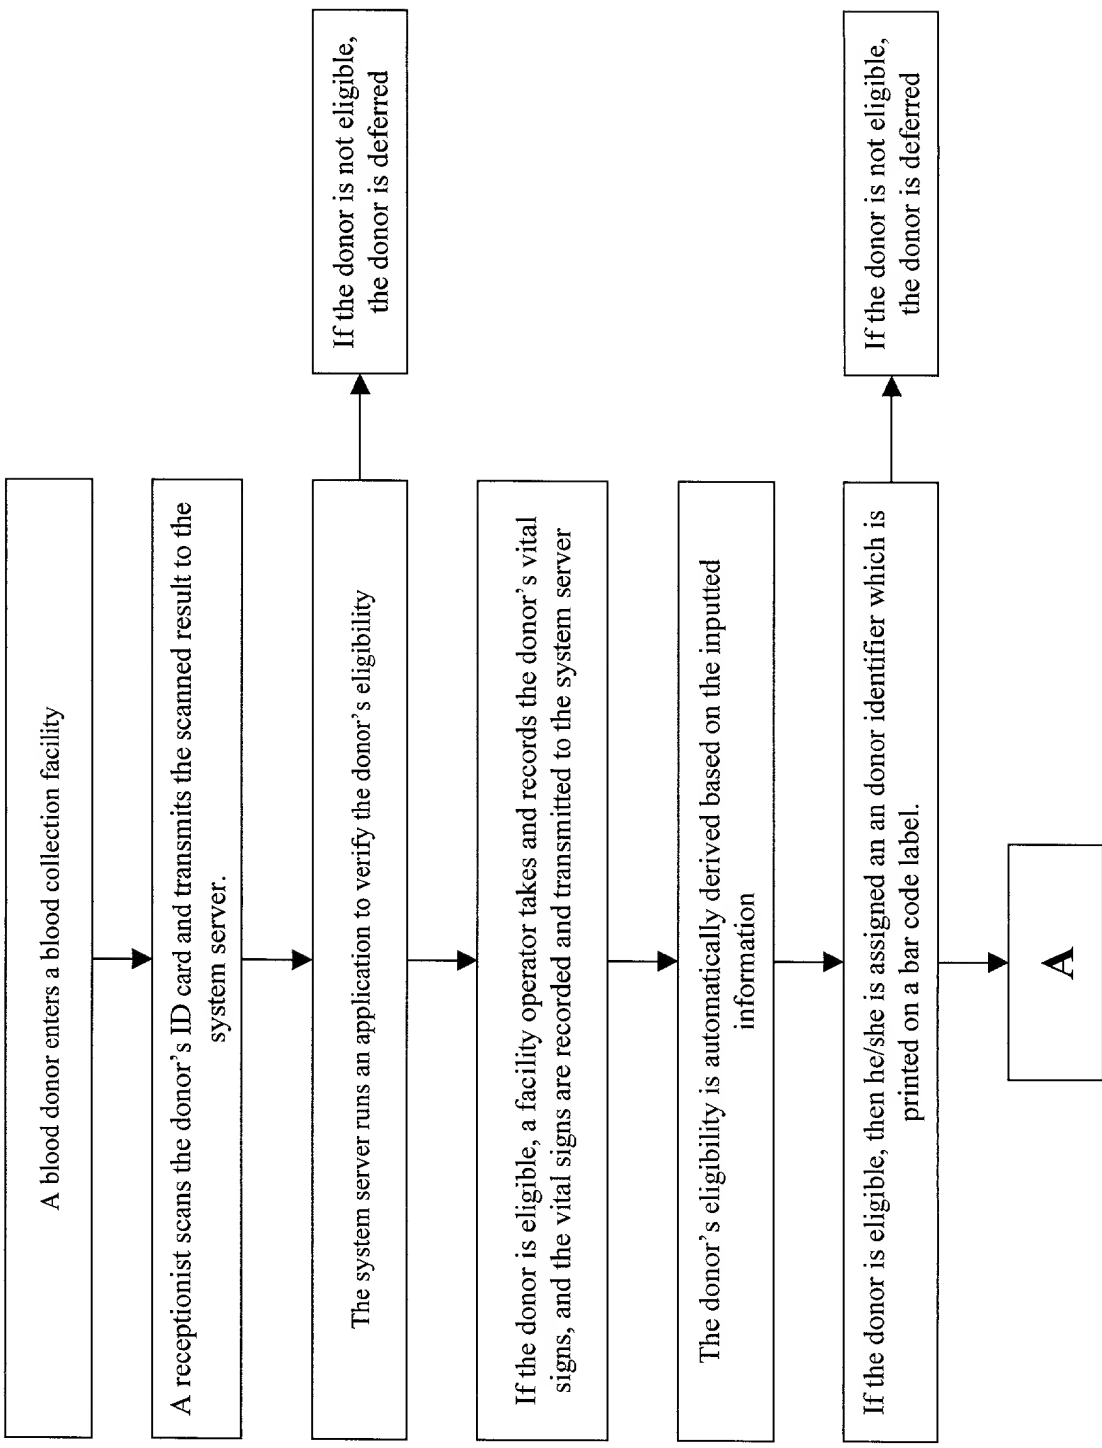 A blood donor enters a blood collection facility
A receptionist scans the donor's ID card and transmits the scanned result to the
system server.
The system server runs an application to verify the donor's eligibility
If the donor is not eligible,
the donor is deferred
If the donor is eligible, a facility operator takes and records the donor's vital
signs, and the vital signs are recorded and transmitted to the system server
The donor's eligibility is automatically derived based on the inputted
information
If the donor is eligible, then he/she is assigned an an donor identifier which is
printed on a bar code label.
If the donor is not eligible,
the donor is deferred
A